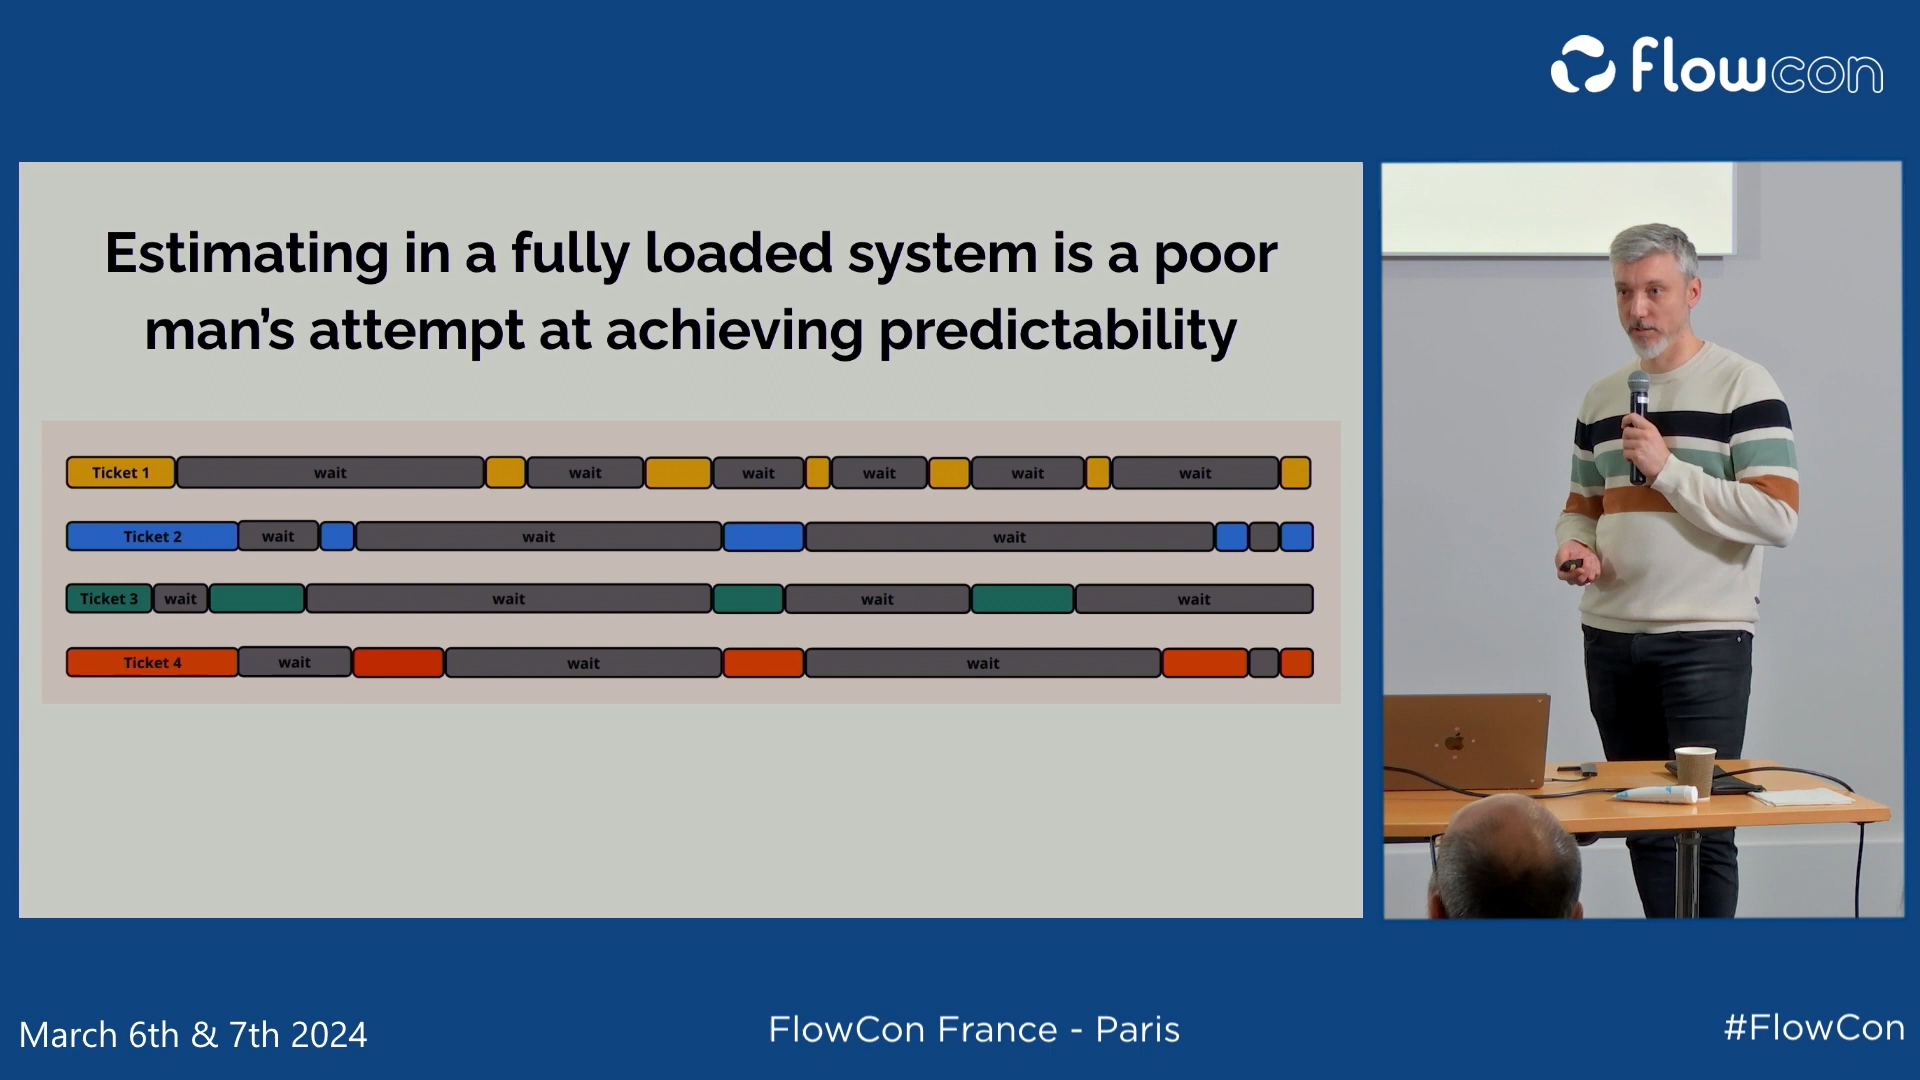 flowcon
Estimating in a fully loaded system is a poor
man's attempt at achieving predictability
Ticket 1 wait wait wait wait wait wait
Ticket 2 wait wait wait
Ticket 3 wait wait wait wait
Ticket 4 wait wait wait
March 6th & 7th 2024
FlowCon France - Paris
#FlowCon